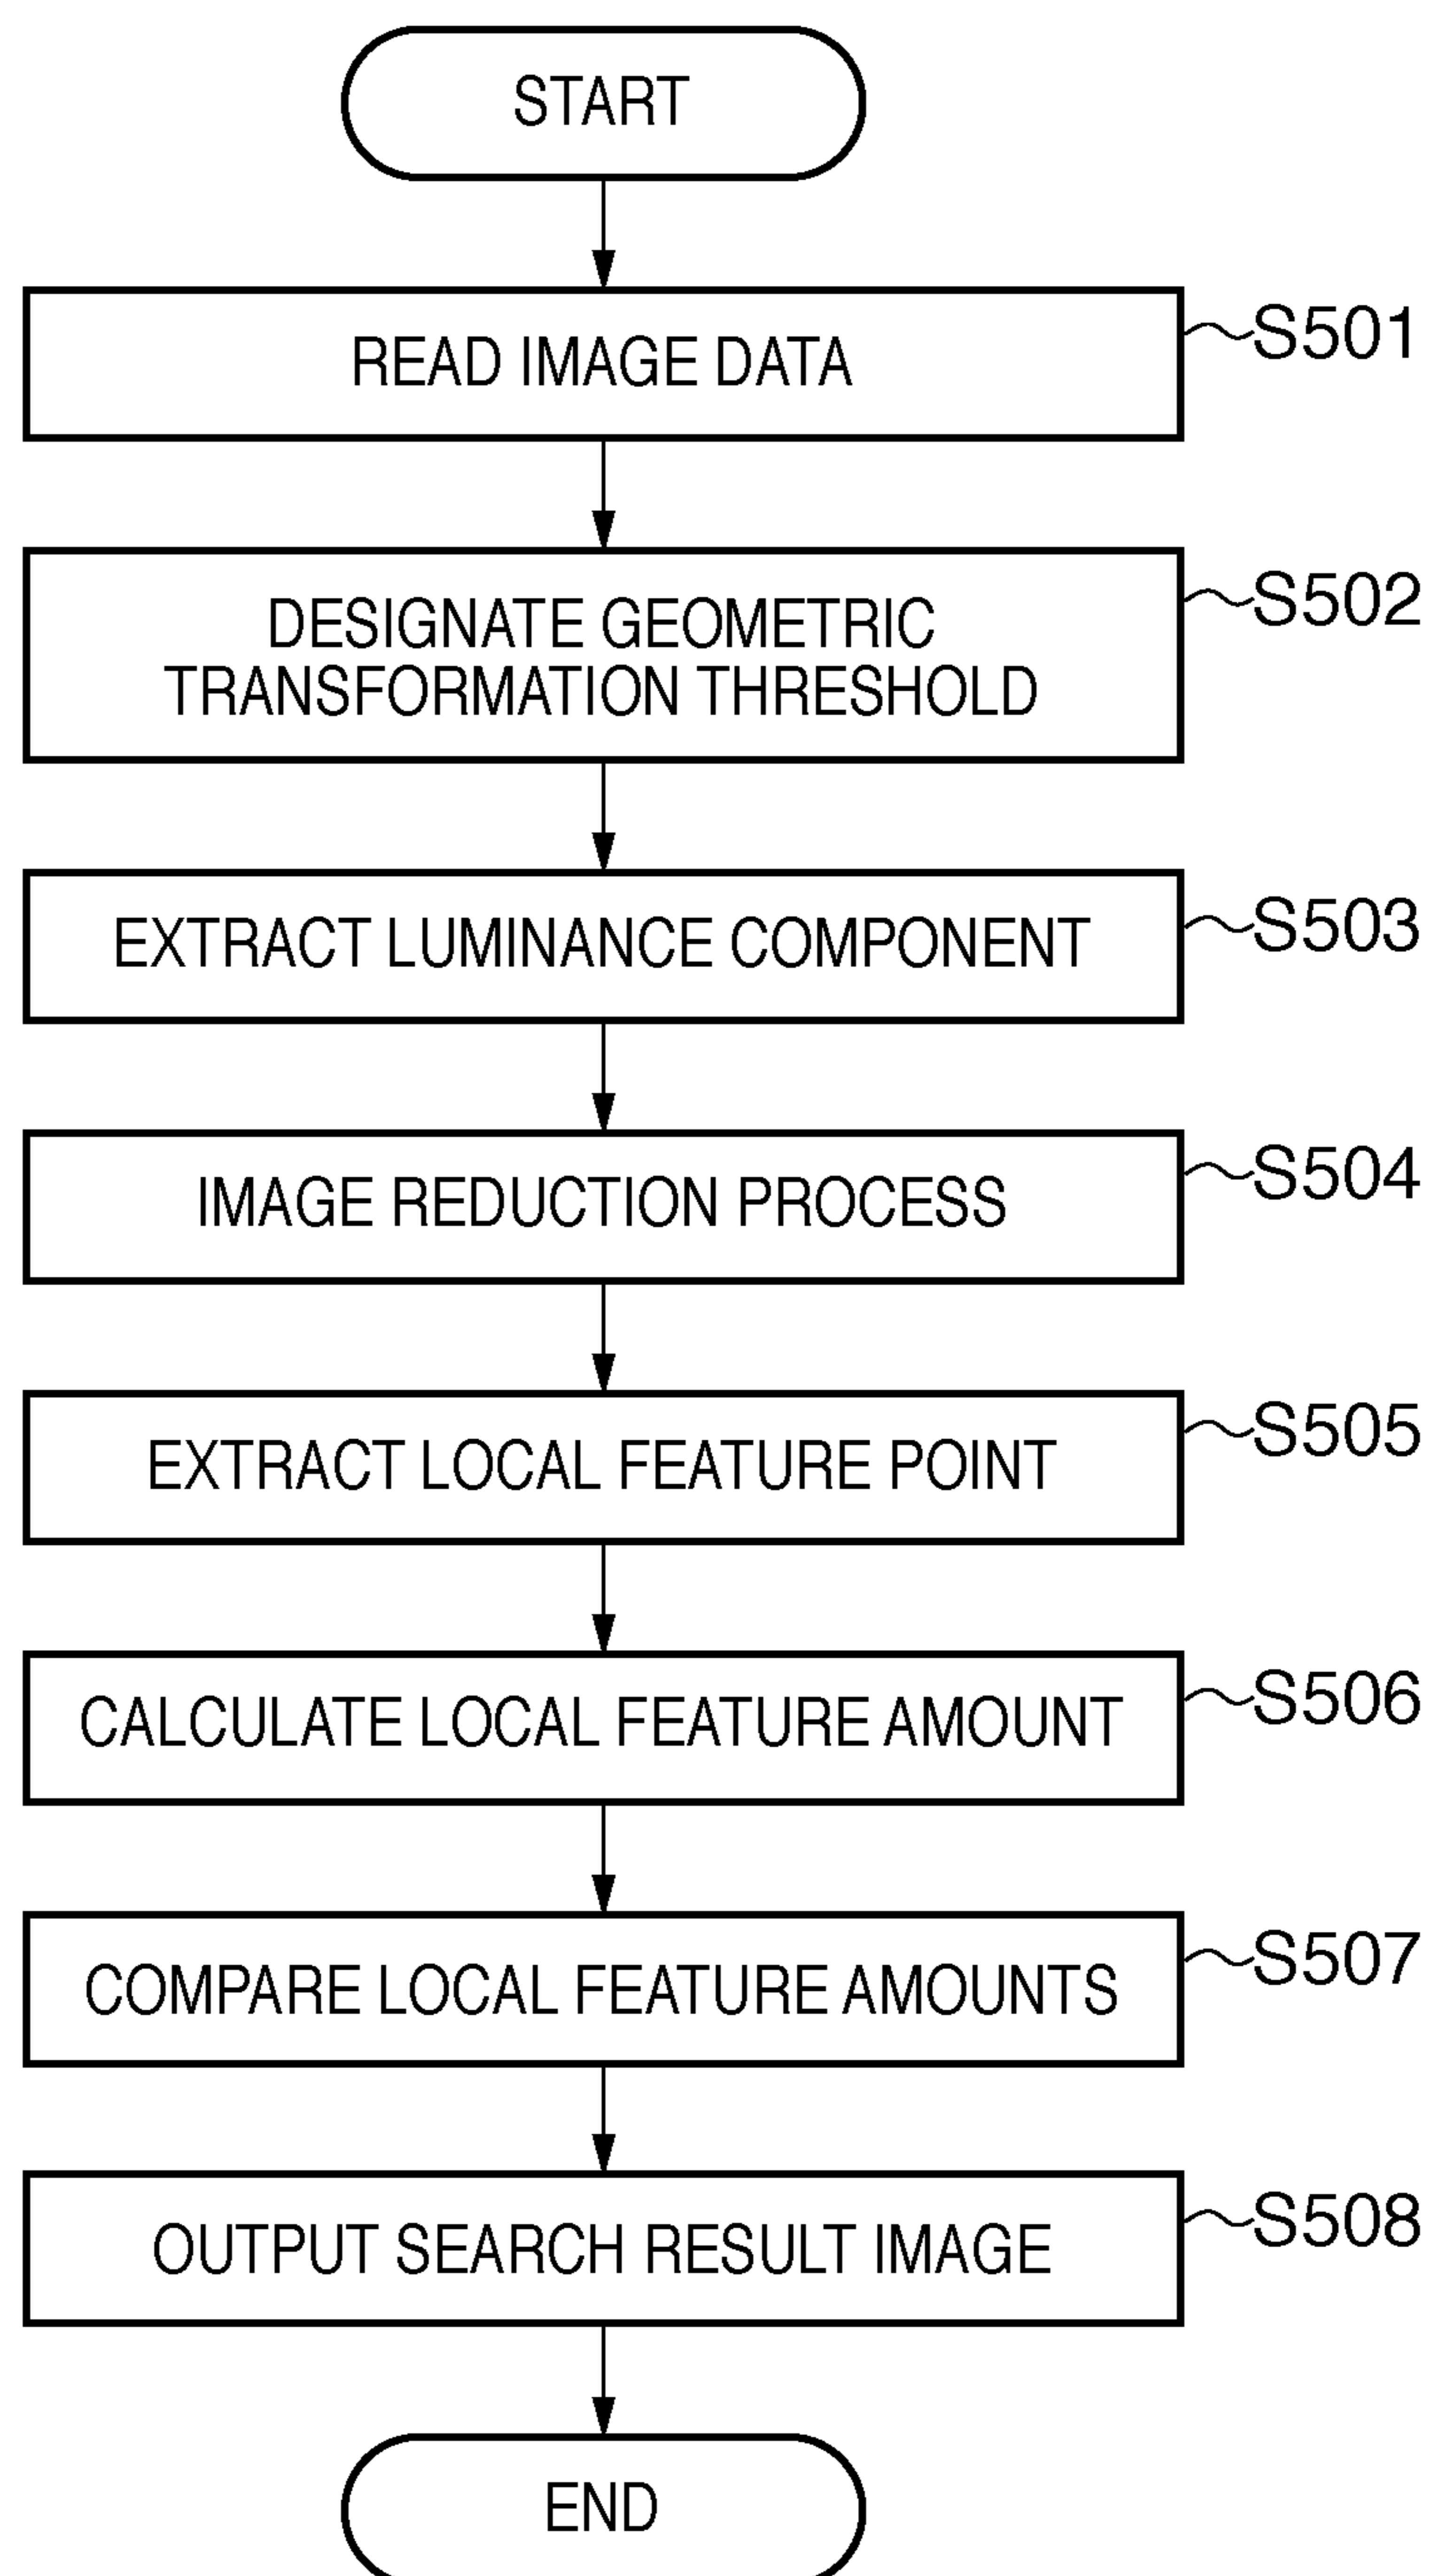 START
READ IMAGE DATA
S501
DESIGNATE GEOMETRIC
TRANSFORMATION THRESHOLD
S502
EXTRACT LUMINANCE COMPONENT
S503
IMAGE REDUCTION PROCESS
S504
EXTRACT LOCAL FEATURE POINT
S505
CALCULATE LOCAL FEATURE AMOUNT
S506
COMPARE LOCAL FEATURE AMOUNTS
S507
OUTPUT SEARCH RESULT IMAGE
S508
END